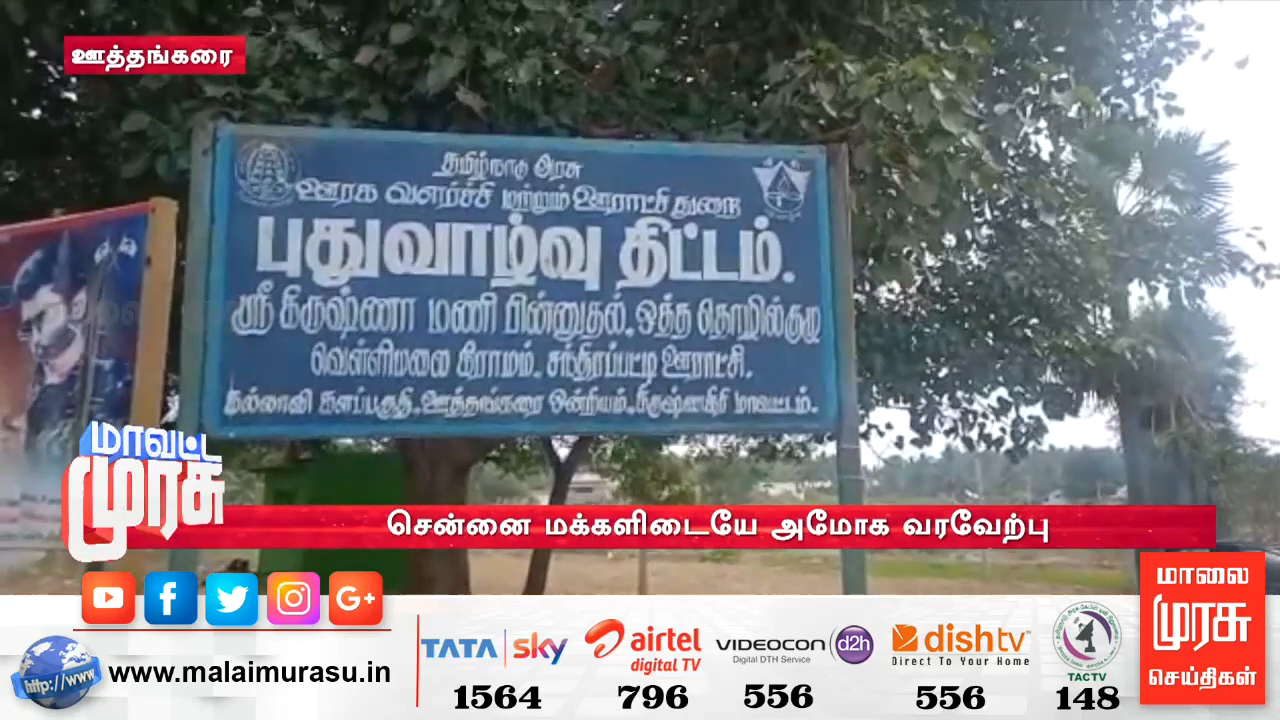 ஊத்தங்கரை
தமிழ்நாடு அரசு
ஊரக வளர்ச்சி மற்றும் ஊராட்சி துறை
புதுவாழ்வு திட்டம்.
ஸ்ரீ கிருஷ்ணா மணி பின்னுதல். ஒத்த தொழில்குழு
வெள்ளிமலை கிராமம். சந்திரப்பட்டி ஊராட்சி.
கல்லாவி ஊத்தங்கரை ஒன்றியம். கிருஷ்ணகிரி மாவட்டம்.
மாவட்ட
முரசு
சென்னை மக்களிடையே அமோக வரவேற்பு
http://www
www.malaimurasu.in
TATA sky
1564
airtel
digital TV
796
VIDEOCON d2h
Digital DTH Service
556
dishtv
Direct To Your Home
556
TACTV
148
மாலை
முரசு
செய்திகள்